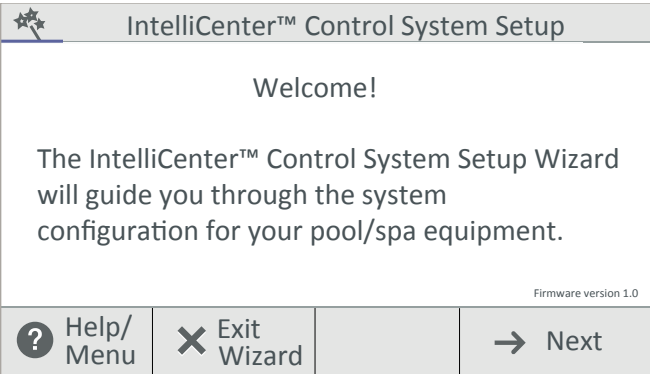 IntelliCenter™ Control System Setup
Welcome!
The IntelliCenter™ Control System Setup Wizard
will guide you through the system
configuration for your pool/spa equipment.
Firmware version 1.0
? Help/
Menu
Exit
Wizard
Next